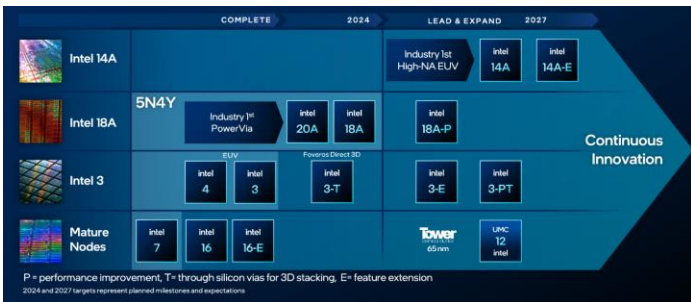 COMPLETE 2024 LEAD & EXPAND 2027
Intel 14A
Industry 1st
High-NA EUV
intel
14A
intel
14A-E
Intel 18A
5N4Y
Industry 1st
PowerVia
intel
20A
intel
18A
intel
18A-P
Continuous
Innovation
Intel 3
EUV
intel
4
intel
3
Foveros Direct 3D
intel
3-T
intel
3-E
intel
3-PT
Mature
Nodes
intel
7
intel
16
intel
16-E
Tower
65nm
UMC
12
intel
P = performance improvement, T= through silicon vias for 3D stacking, E= feature extension
2024 and 2027 targets represent planned milestones and expectations